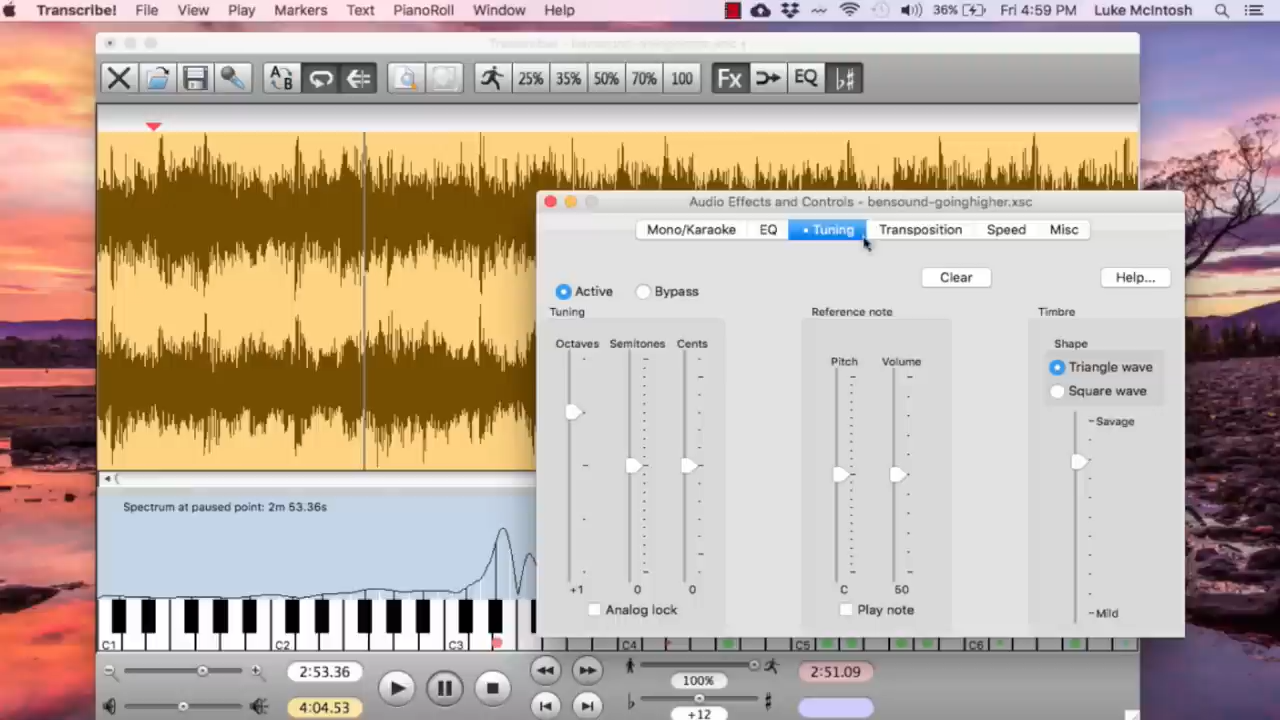 Transcribe! File View Play Markers Text PianoRoll Window Help 36% Fri 4:59 PM Luke McIntosh
A B 25% 35% 50% 70% 100 Fx EQ ♭♯
Audio Effects and Controls - bensound-goinghigher.xsc
Mono/Karaoke EQ • Tuning Transposition Speed Misc
Clear Help...
Active Bypass
Tuning Reference note Timbre
Octaves Semitones Cents Shape
Pitch Volume Triangle wave
Square wave
Savage
Spectrum at paused point: 2m 53.36s
+1 0 0 C 50
Analog lock Play note Mild
C1 C2 C3 C4 C5 C6
2:53.36 100% 2:51.09
4:04.53 ♭ ♯
+12